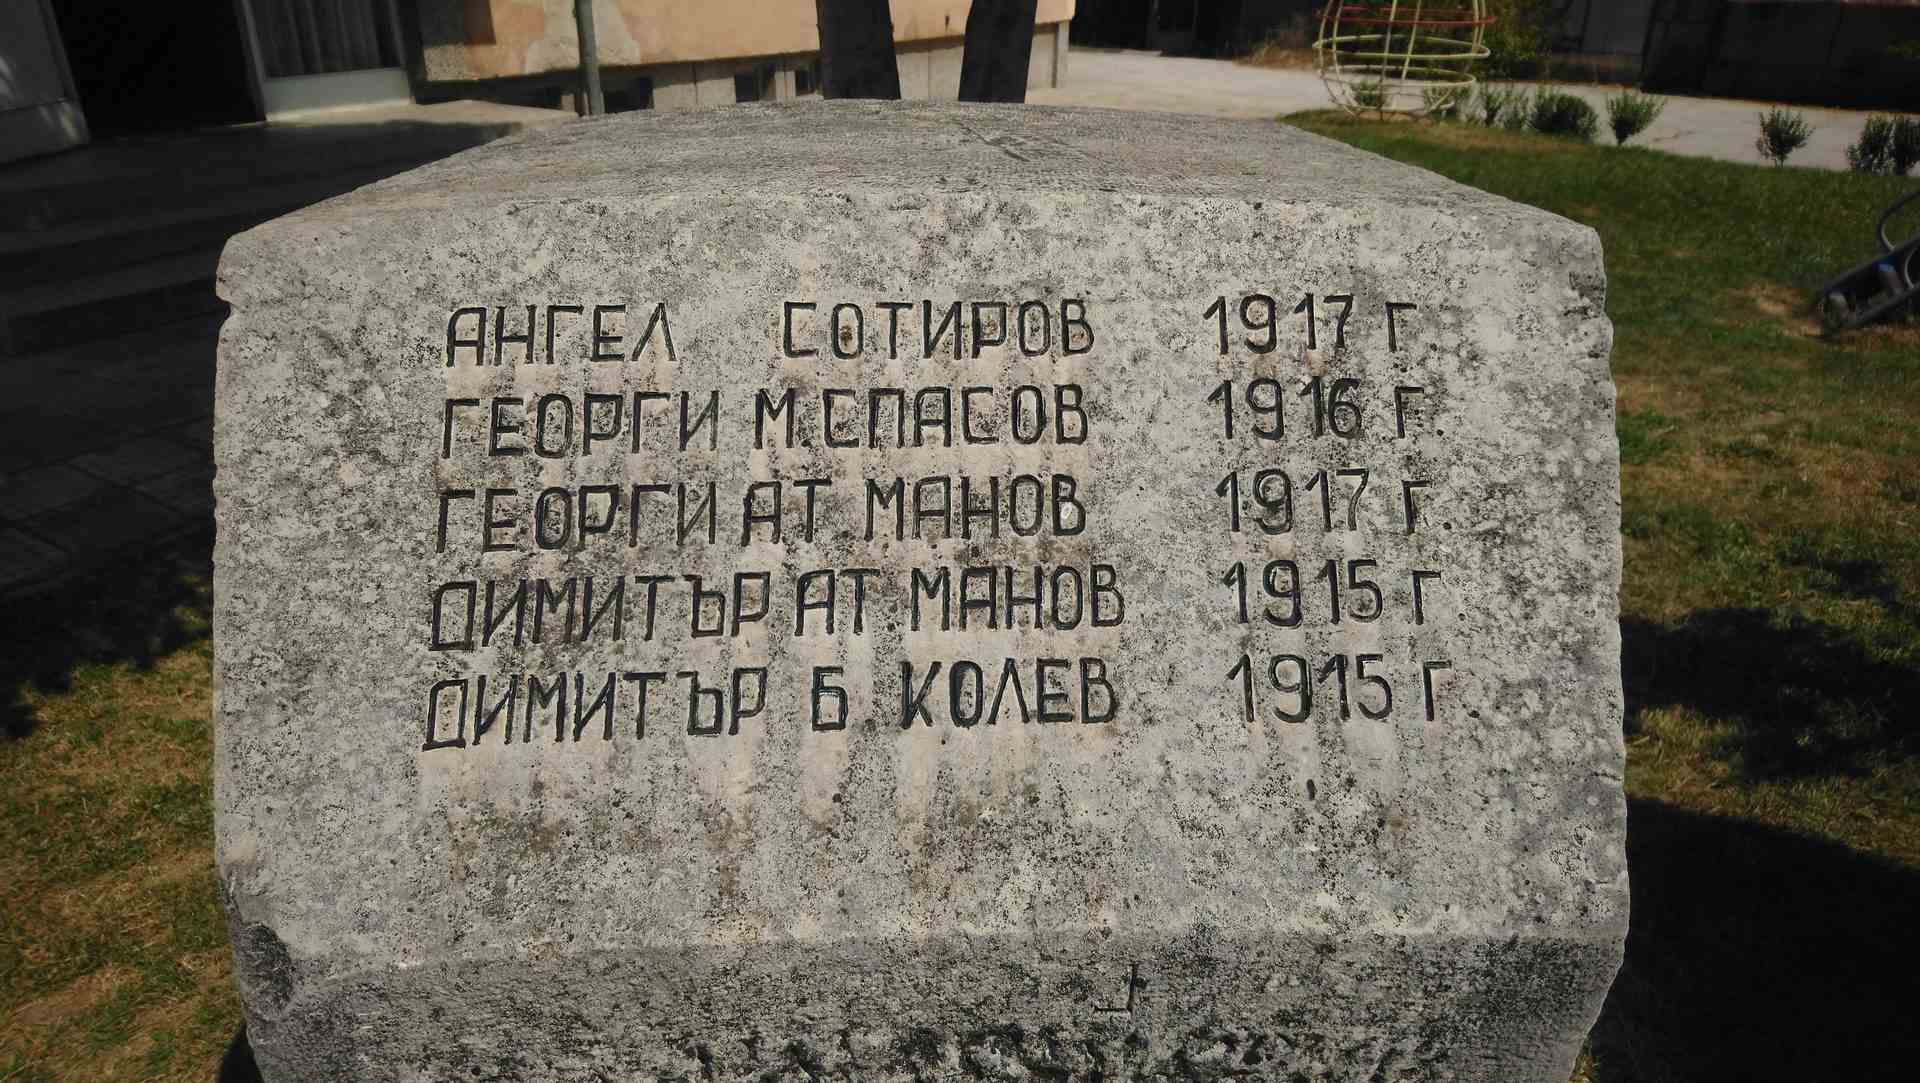 АНГЕЛ СОТИРОВ 1917 Г.
ГЕОРГИ М.СПАСОВ 1916 Г.
ГЕОРГИ АТ МАНОВ 1917 Г.
ДИМИТЪР АТ МАНОВ 1915 Г.
ДИМИТЪР Б КОЛЕВ 1915 Г.